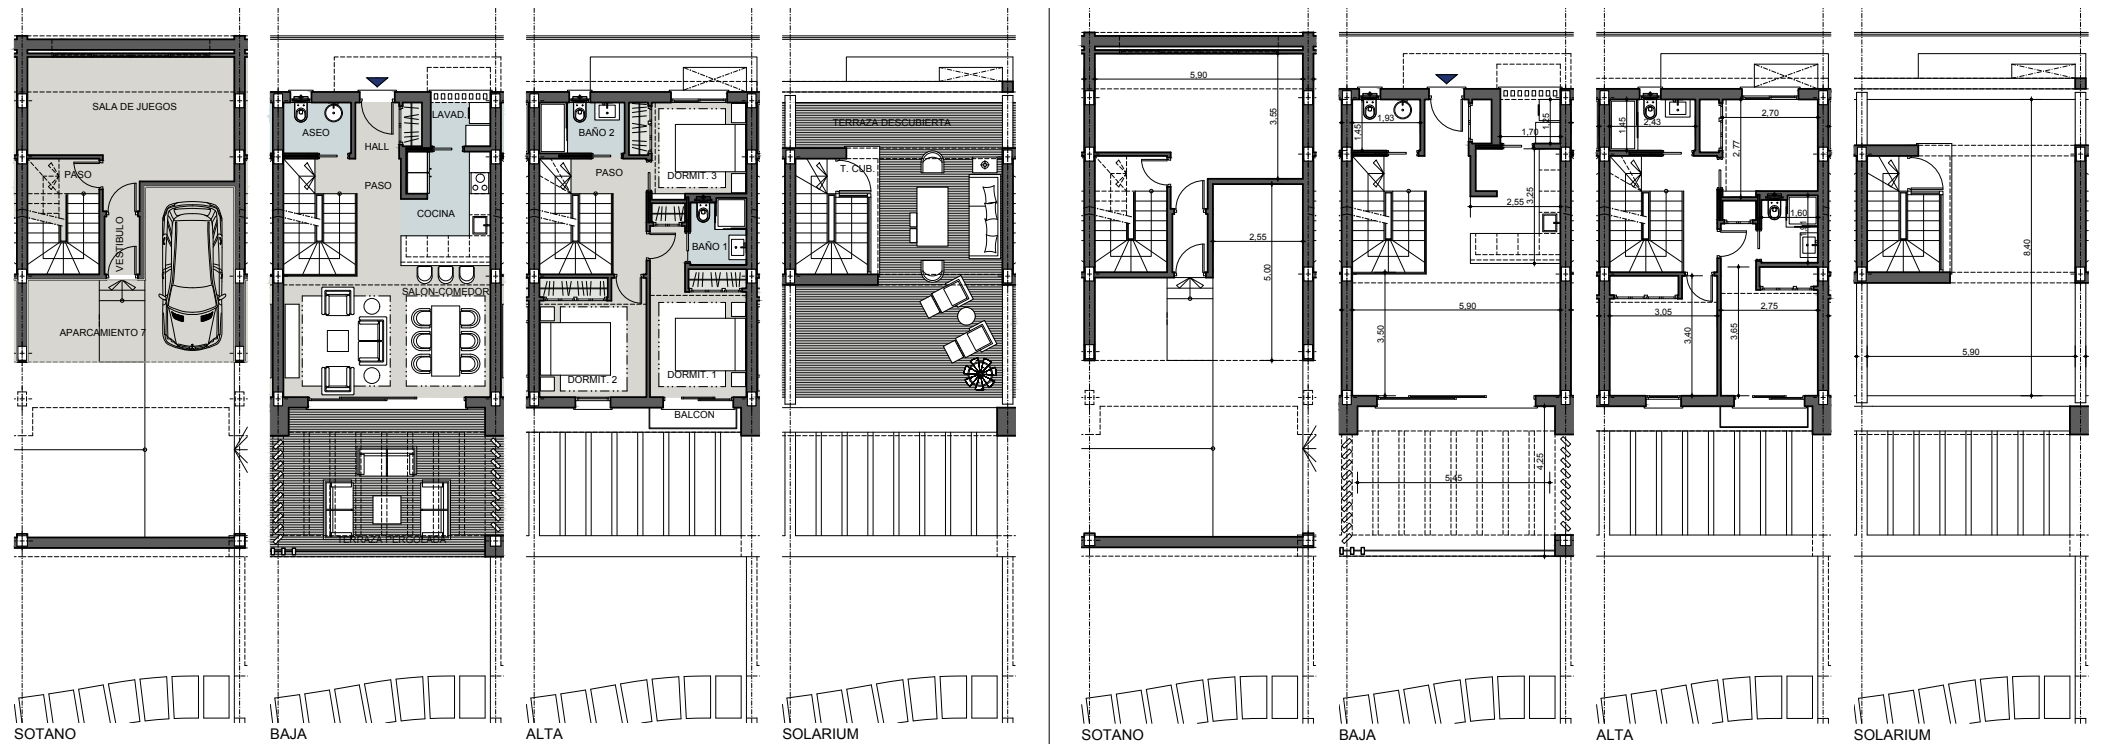 SALA DE JUEGOS
PASO
VESTIBULO
APARCAMIENTO 7
SOTANO
ASEO
HALL
LAVAD.
PASO
COCINA
SALON-COMEDOR
TERRAZA PERGOLADA
BAJA
BAÑO 2
PASO
DORMIT. 3
BAÑO 1
DORMIT. 2
DORMIT. 1
BALCON
ALTA
TERRAZA DESCUBIERTA
T. CUB.
SOLARIUM
5,90
3,55
2,55
5,00
SOTANO
1,93
1,45
1,25
1,70
3,25
2,55
5,90
3,50
4,25
5,45
BAJA
1,45
2,43
2,70
2,77
1,60
3,05
2,75
3,40
3,65
ALTA
8,40
5,90
SOLARIUM